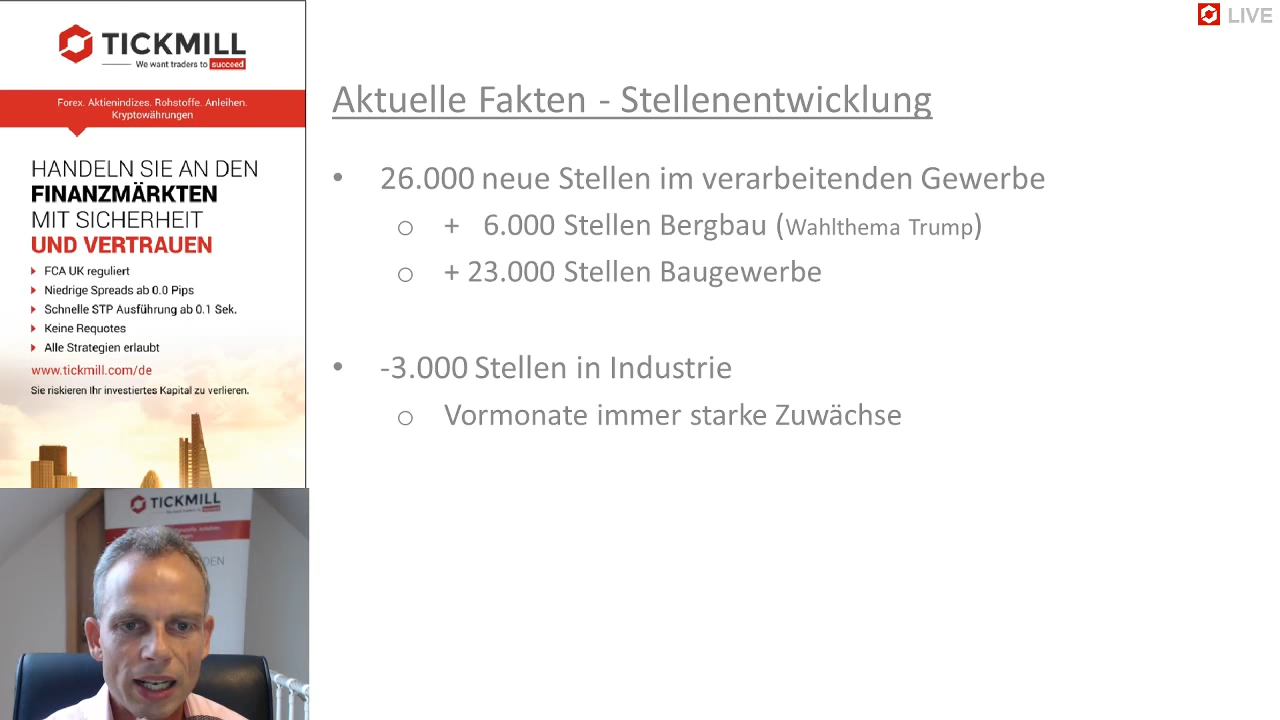 TICKMILL
We want traders to succeed
Forex. Aktienindizes. Rohstoffe. Anleihen.
Kryptowährungen
HANDELN SIE AN DEN
FINANZMÄRKTEN
MIT SICHERHEIT
UND VERTRAUEN
FCA UK reguliert
Niedrige Spreads ab 0.0 Pips
Schnelle STP Ausführung ab 0.1 Sek.
Keine Requotes
Alle Strategien erlaubt
www.tickmill.com/de
Sie riskieren Ihr investiertes Kapital zu verlieren.
TICKMILL
DEN
LIVE
Aktuelle Fakten - Stellenentwicklung
• 26.000 neue Stellen im verarbeitenden Gewerbe
o + 6.000 Stellen Bergbau (Wahlthema Trump)
o + 23.000 Stellen Baugewerbe
• -3.000 Stellen in Industrie
o Vormonate immer starke Zuwächse